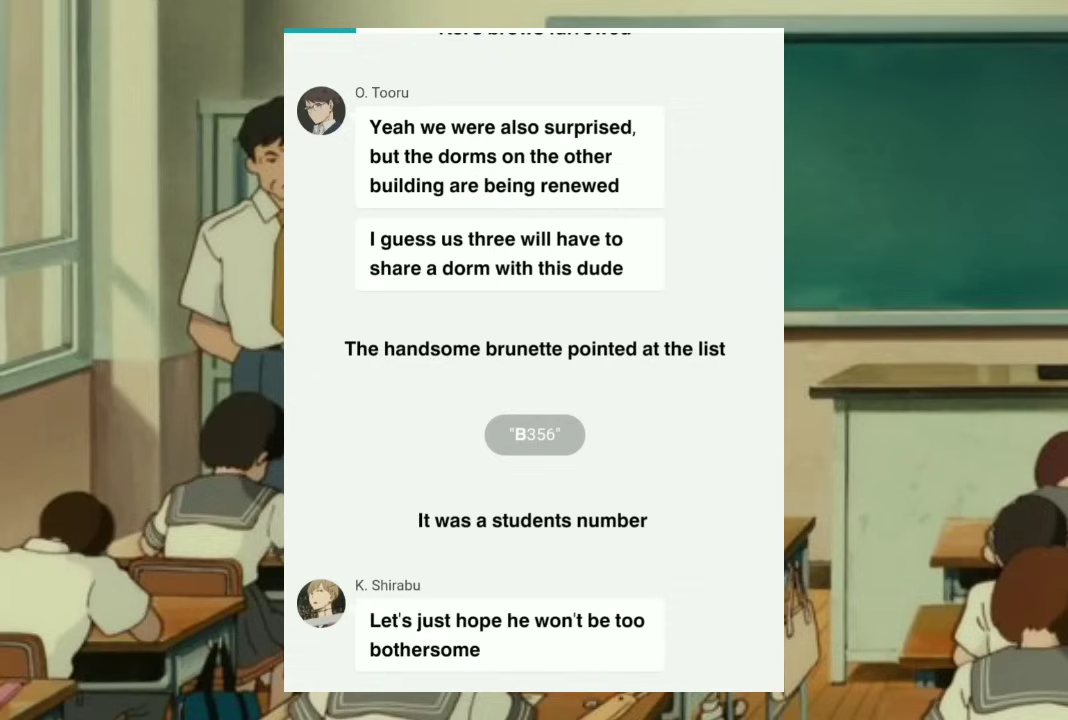 O. Tooru
Yeah we were also surprised,
but the dorms on the other
building are being renewed
I guess us three will have to
share a dorm with this dude
The handsome brunette pointed at the list
"B356"
It was a students number
K. Shirabu
Let's just hope he won't be too
bothersome